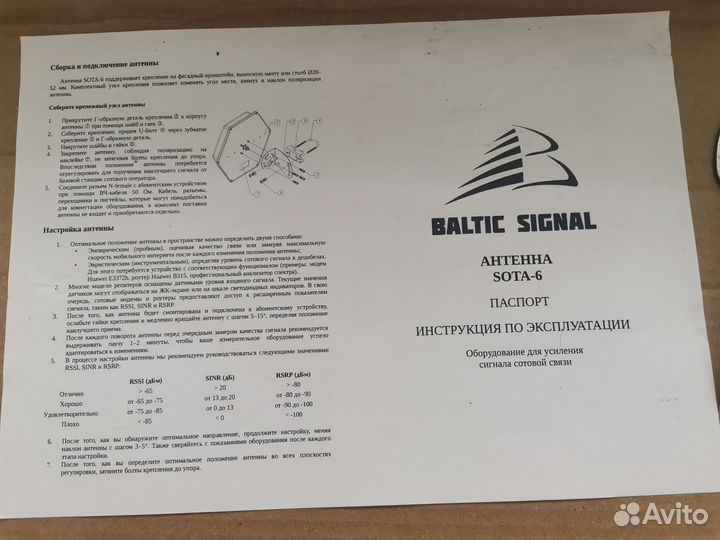 Сборка и подключение антенны
Антенна SOTA-6 поддерживает крепление на фасадный кронштейн, выносную мачту или столб Ø20–
52 мм. Комплектный узел крепления позволяет изменять угол места, азимут и наклон поляризации
антенны.
Соберите крепежный узел антенны
1. Прикрутите Г-образную деталь крепления ② к корпусу
антенны ① при помощи шайб и гаек ③.
2. Соберите крепление, продев U-болт ④ через зубчатое
крепление ⑤ и Г-образную деталь.
3. Накрутите шайбы и гайки ⑥.
4. Закрепите антенну, соблюдая поляризацию на
наклейке ⑦, не затягивая болты крепления до упора.
Впоследствии положение антенны потребуется
отрегулировать для получения наилучшего сигнала от
базовой станции сотового оператора.
5. Соедините разъем N-female с абонентским устройством
при помощи ВЧ-кабеля 50 Ом. Кабель, разъемы,
переходники и пигтейлы, которые могут понадобиться
для коммутации оборудования, в комплект поставки
антенны не входят и приобретаются отдельно.
Настройка антенны
1. Оптимальное положение антенны в пространстве можно определить двумя способами:
• Эмпирическим (пробным), оценивая качество связи или замеряя максимальную
скорость мобильного интернета после каждого изменения положения антенны;
• Эвристическим (инструментальным), определяя уровень сотового сигнала в децибелах.
Для этого потребуется устройство с соответствующим функционалом (примеры: модем
Huawei E3372h, роутер Huawei B315, профессиональный анализатор спектра).
2. Многие модели репитеров оснащены датчиками уровня входного сигнала. Текущие значения
датчиков могут отображаться на ЖК-экране или на шкале светодиодных индикаторов. В свою
очередь, сотовые модемы и роутеры предоставляют доступ к расширенным показателям
сигнала, таким как RSSI, SINR и RSRP.
3. После того, как антенна будет смонтирована и подключена к абонентскому устройству,
ослабьте гайки крепления и медленно вращайте антенну с шагом 5–15°, определяя положение
наилучшего приема.
4. После каждого поворота антенны перед очередным замером качества сигнала рекомендуется
выдерживать паузу 1–2 минуты, чтобы ваше измерительное оборудование успело
адаптироваться к изменениям.
5. В процессе настройки антенны мы рекомендуем руководствоваться следующими значениями
RSSI, SINR и RSRP:
RSSI (дБм) SINR (дБ) RSRP (дБм)
Отлично > -65 > 20 > -80
Хорошо от -65 до -75 от 13 до 20 от -80 до -90
Удовлетворительно от -75 до -85 от 0 до 13 от -90 до -100
Плохо < -85 < 0 < -100
6. После того, как вы обнаружите оптимальное направление, продолжите настройку, меняя
наклон антенны с шагом 3–5°. Также сверяйтесь с показаниями оборудования после каждого
этапа настройки.
7. После того, как вы определите оптимальное положение антенны во всех плоскостях
регулировки, затяните болты крепления до упора.
BALTIC SIGNAL
АНТЕННА
SOTA-6
ПАСПОРТ
ИНСТРУКЦИЯ ПО ЭКСПЛУАТАЦИИ
Оборудование для усиления
сигнала сотовой связи
Avito